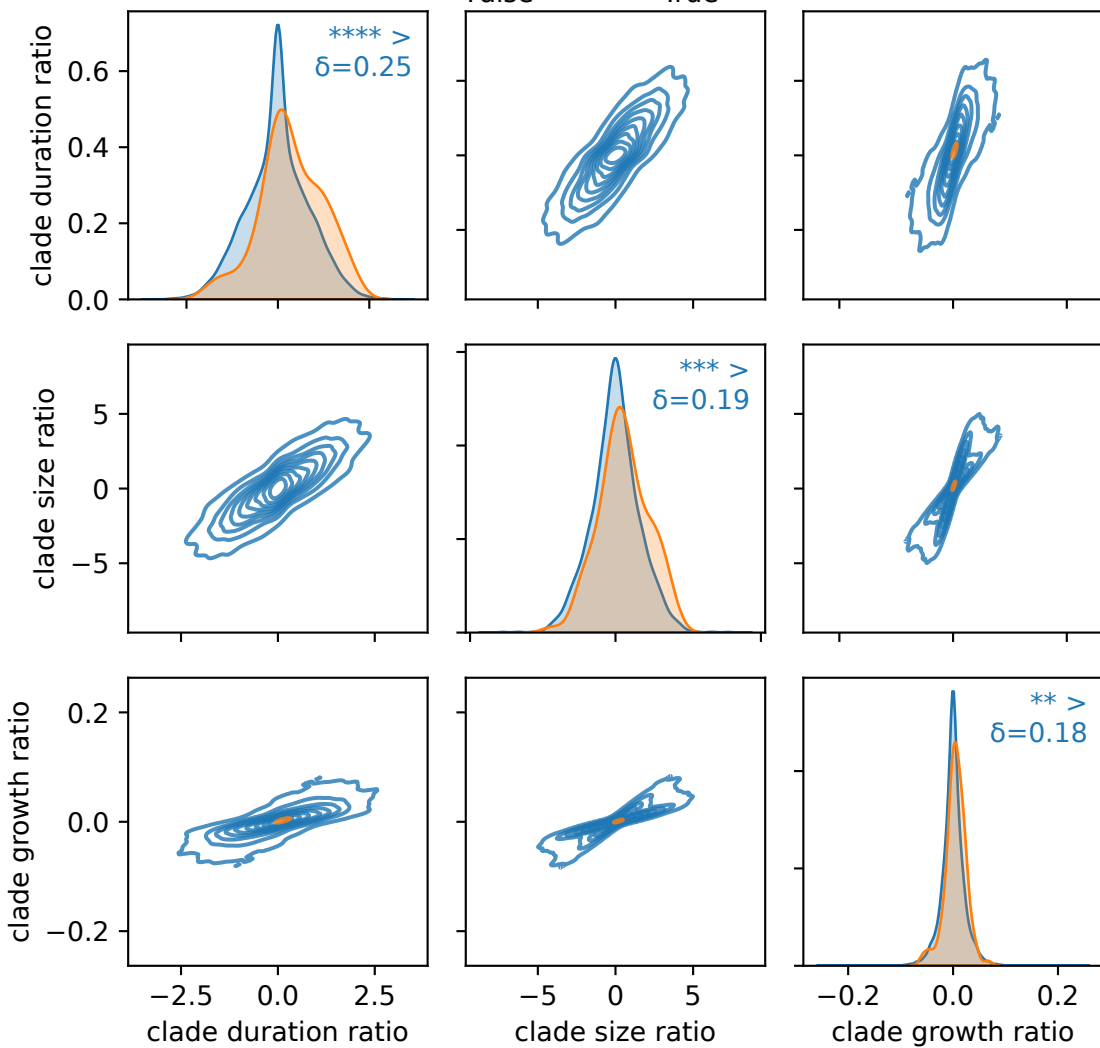 True
clade duration ratio
0.6
0.4
0.2
0.0
**** >
δ=0.25
clade size ratio
5
0
−5
*** >
δ=0.19
clade growth ratio
0.2
0.0
−0.2
** >
δ=0.18
−2.5 0.0 2.5
−5 0 5
−0.2 0.0 0.2
clade duration ratio
clade size ratio
clade growth ratio